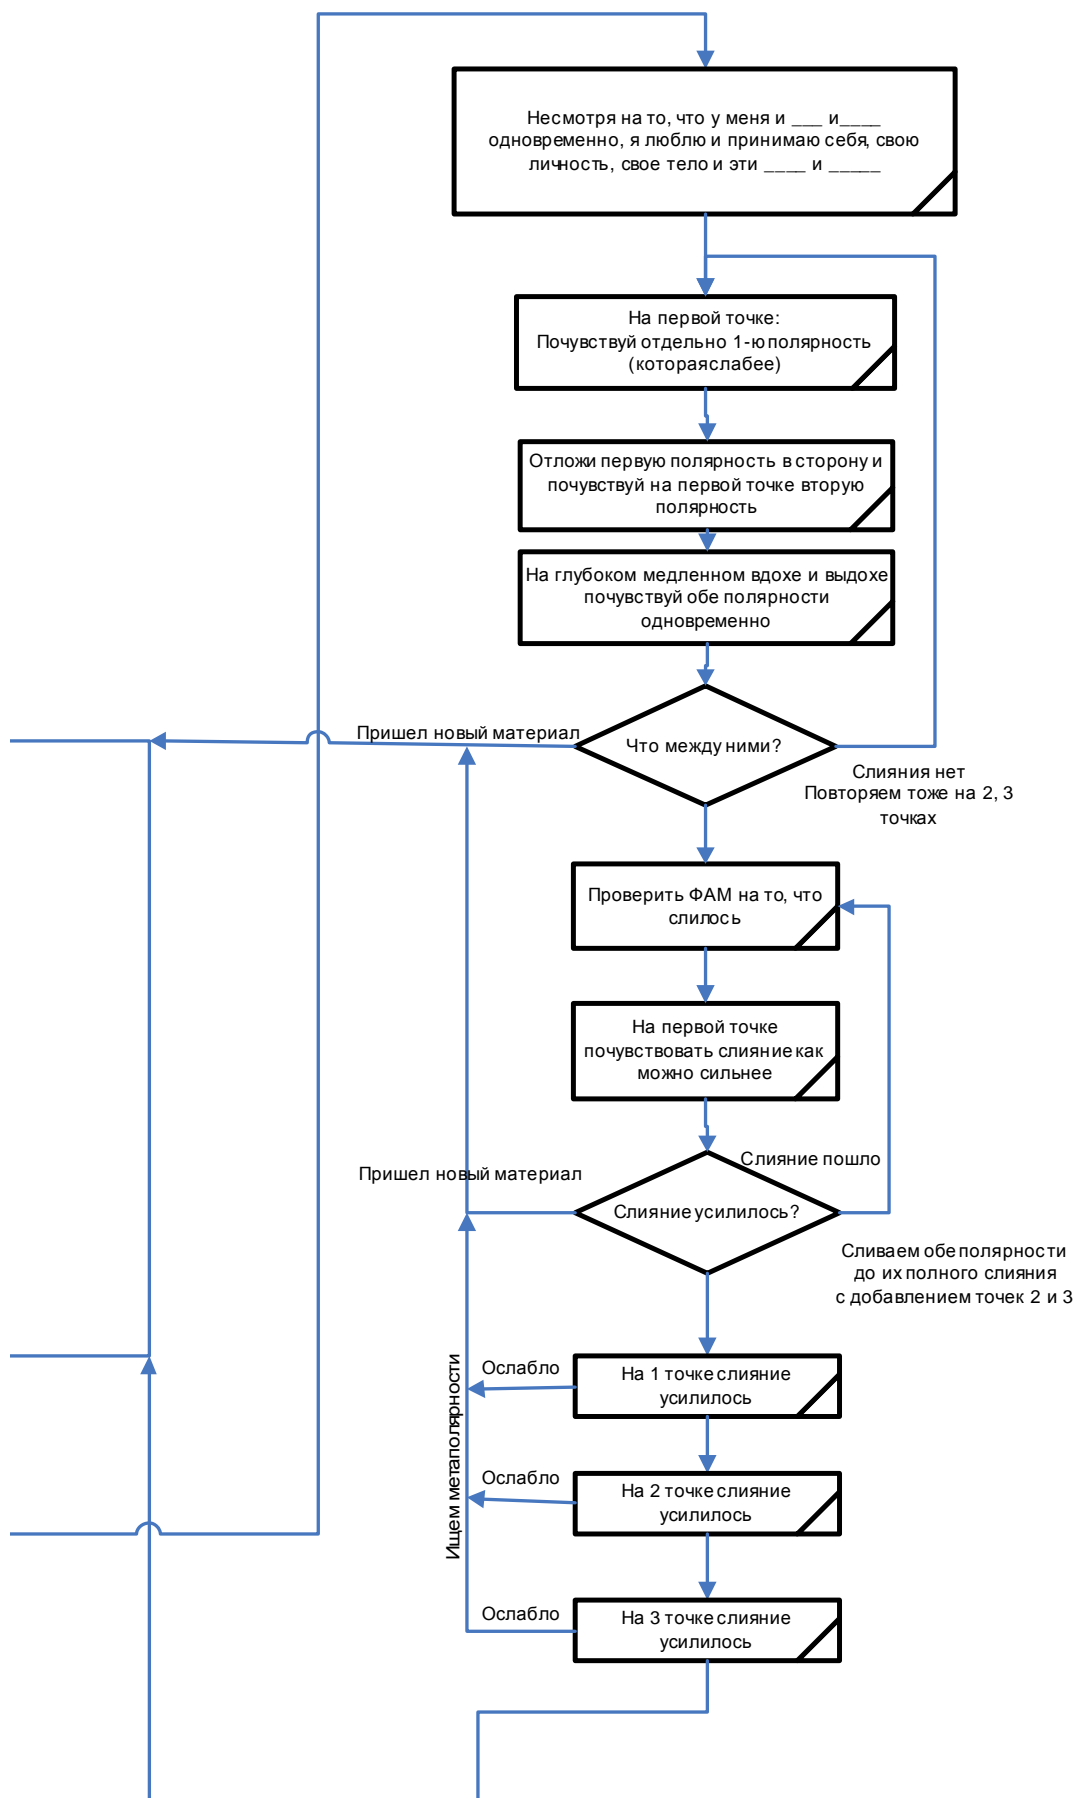 Несмотря на то, что у меня и ___ и____
одновременно, я люблю и принимаю себя, свою
личность, свое тело и эти ____ и _____
На первой точке:
Почувствуй отдельно 1-ю полярность
(которая слабее)
Отложи первую полярность в сторону и
почувствуй на первой точке вторую
полярность
На глубоком медленном вдохе и выдохе
почувствуй обе полярности
одновременно
Пришел новый материал
Что между ними?
Слияния нет
Повторяем тоже на 2, 3
точках
Проверить ФАМ на то, что
слилось
На первой точке
почувствовать слияние как
можно сильнее
Слияние пошло
Пришел новый материал
Слияние усилилось?
Сливаем обе полярности
до их полного слияния
с добавлением точек 2 и 3
Ищем метаполярности
Ослабло
На 1 точке слияние
усилилось
Ослабло
На 2 точке слияние
усилилось
Ослабло
На 3 точке слияние
усилилось